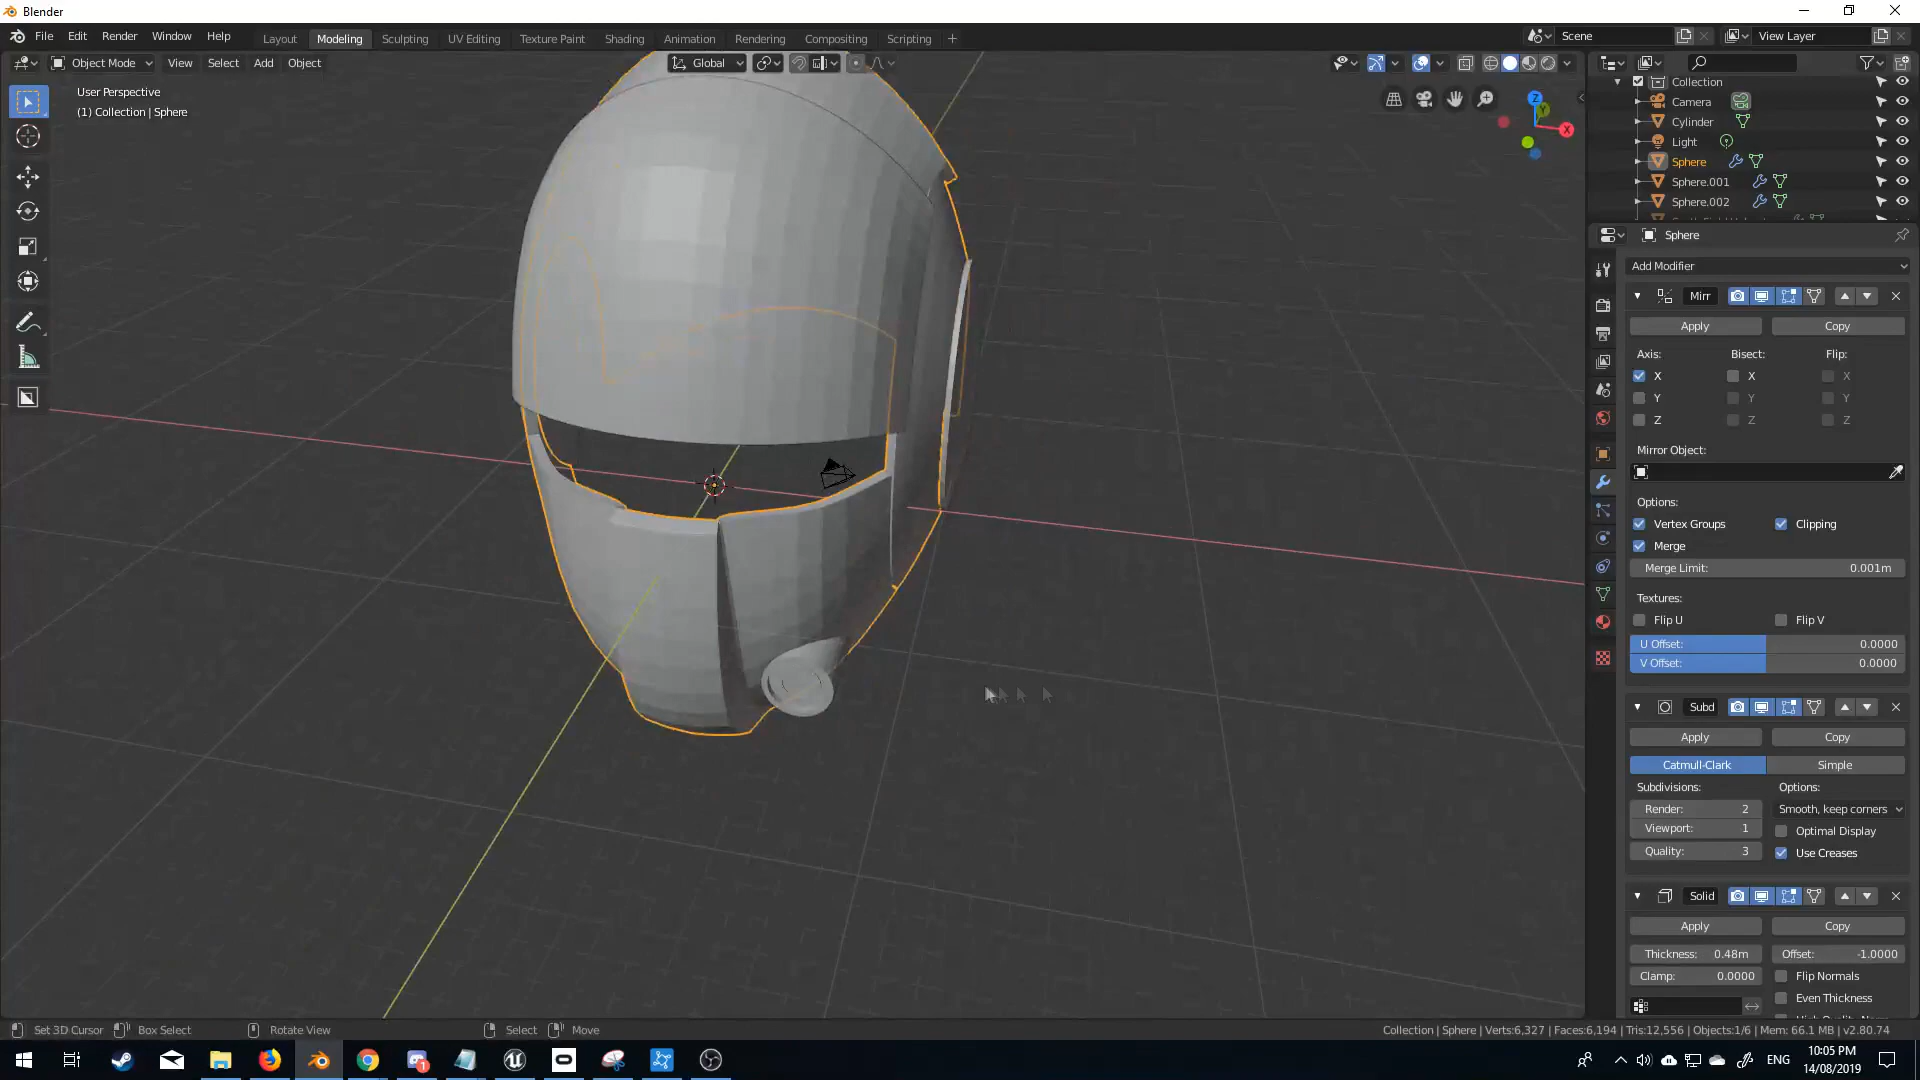 Blender
File Edit Render Window Help Layout Modeling Sculpting UV Editing Texture Paint Shading Animation Rendering Compositing Scripting + Scene View Layer
Object Mode View Select Add Object Global
User Perspective
(1) Collection | Sphere
Z
Y
X
Collection
Camera
Cylinder
Light
Sphere
Sphere.001
Sphere.002
Sphere
Add Modifier
Mirr
Apply Copy
Axis: Bisect: Flip:
X X X
Y Y Y
Z Z Z
Mirror Object:
Options:
Vertex Groups Clipping
Merge
Merge Limit: 0.001m
Textures:
Flip U Flip V
U Offset: 0.0000
V Offset: 0.0000
Subd
Apply Copy
Catmull-Clark Simple
Subdivisions: Options:
Render: 2 Smooth, keep corners
Viewport: 1 Optimal Display
Quality: 3 Use Creases
Solid
Apply Copy
Thickness: 0.48m Offset: -1.0000
Clamp: 0.0000 Flip Normals
Even Thickness
Set 3D Cursor Box Select Rotate View Select Move Collection | Sphere | Verts:6,327 | Faces:6,194 | Tris:12,556 | Objects:1/6 | Mem: 66.1 MB | v2.80.74
1
ENG
10:05 PM
14/08/2019